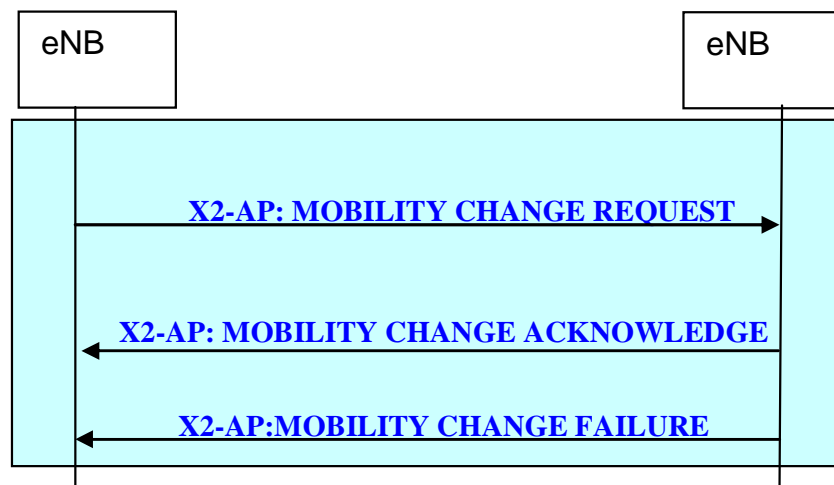 eNB
eNB
X2-AP: MOBILITY CHANGE REQUEST
X2-AP: MOBILITY CHANGE ACKNOWLEDGE
X2-AP:MOBILITY CHANGE FAILURE